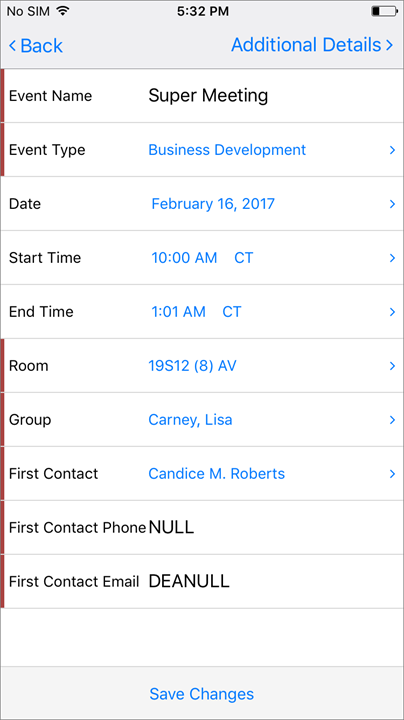 No SIM 5:32 PM
Back Additional Details
Event Name Super Meeting
Event Type Business Development
Date February 16, 2017
Start Time 10:00 AM CT
End Time 1:01 AM CT
Room 19S12 (8) AV
Group Carney, Lisa
First Contact Candice M. Roberts
First Contact Phone NULL
First Contact Email DEANULL
Save Changes